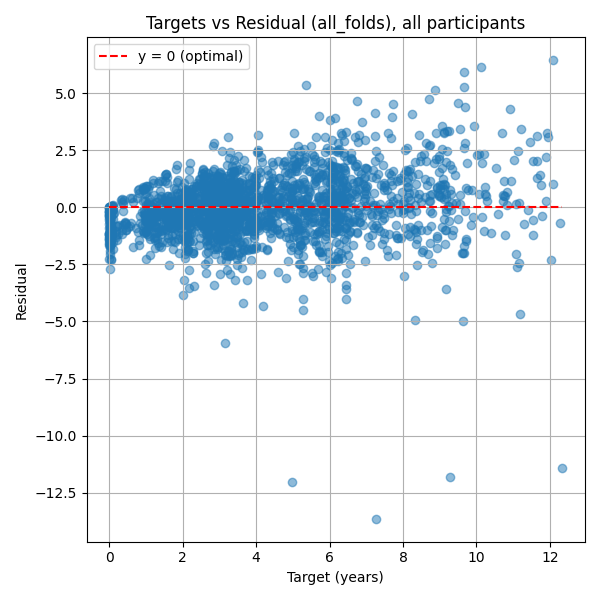 Targets vs Residual (all_folds), all participants
y = 0 (optimal)
5.0
2.5
0.0
−2.5
−5.0
−7.5
−10.0
−12.5
Residual
0 2 4 6 8 10 12
Target (years)